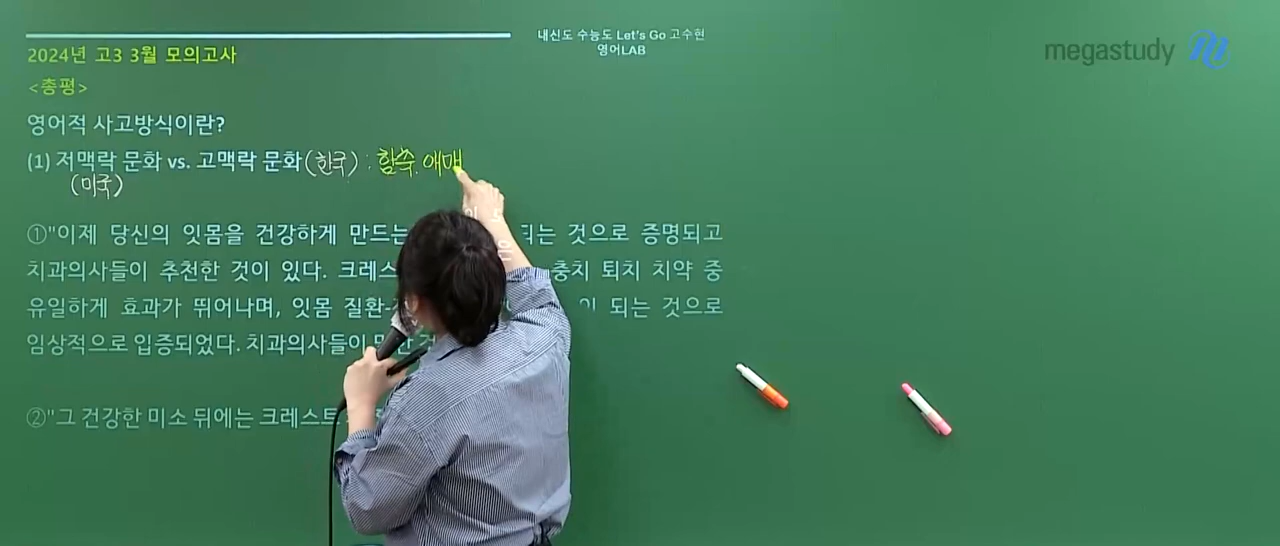 내신도 수능도 Let's Go 고수현
영어LAB
megastudy
2024년 고3 3월 모의고사
<총평>
영어적 사고방식이란?
(1) 저맥락 문화 vs. 고맥락 문화(한국) : 함축. 애매
(미국)
①"이제 당신의 잇몸을 건강하게 만드는 되는 것으로 증명되고
치과의사들이 추천한 것이 있다. 크레스 충치 퇴치 치약 중
유일하게 효과가 뛰어나며, 잇몸 질환 이 되는 것으로
임상적으로 입증되었다. 치과의사들이
②"그 건강한 미소 뒤에는 크레스트